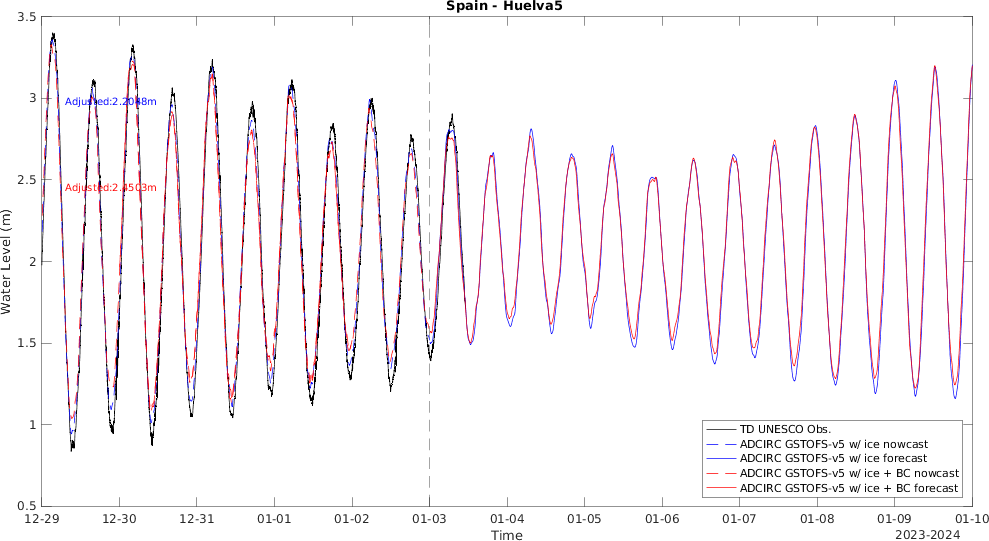 Spain - Huelva5
3.5
3
2.5
2
1.5
1
0.5
Water Level (m)
Adjusted:2.2048m
Adjusted:2.4503m
TD UNESCO Obs.
ADCIRC GSTOFS-v5 w/ ice nowcast
ADCIRC GSTOFS-v5 w/ ice forecast
ADCIRC GSTOFS-v5 w/ ice + BC nowcast
ADCIRC GSTOFS-v5 w/ ice + BC forecast
12-29 12-30 12-31 01-01 01-02 01-03 01-04 01-05 01-06 01-07 01-08 01-09 01-10
Time
2023-2024